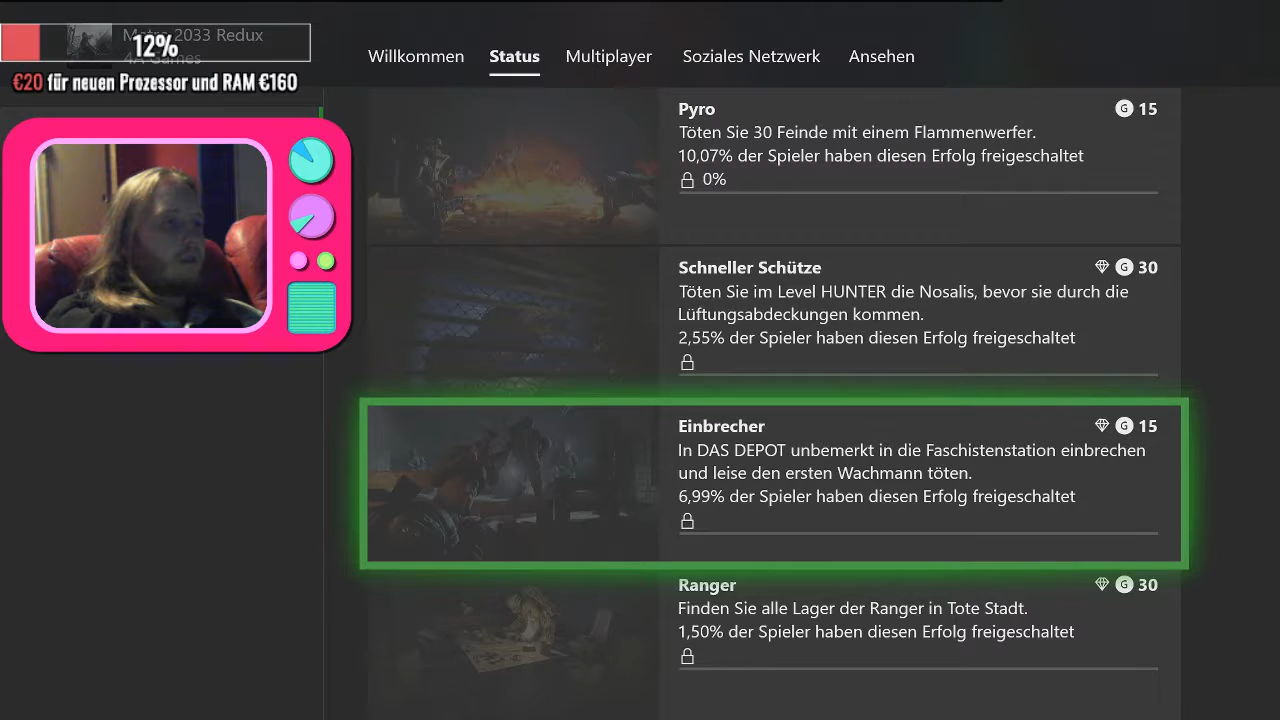 Metro 2033 Redux
4A Games
12%
€20 für neuen Prozessor und RAM €160
Willkommen
Status
Multiplayer
Soziales Netzwerk
Ansehen
Pyro
G 15
Töten Sie 30 Feinde mit einem Flammenwerfer.
10,07% der Spieler haben diesen Erfolg freigeschaltet
0%
Schneller Schütze
G 30
Töten Sie im Level HUNTER die Nosalis, bevor sie durch die
Lüftungsabdeckungen kommen.
2,55% der Spieler haben diesen Erfolg freigeschaltet
Einbrecher
G 15
In DAS DEPOT unbemerkt in die Faschistenstation einbrechen
und leise den ersten Wachmann töten.
6,99% der Spieler haben diesen Erfolg freigeschaltet
Ranger
G 30
Finden Sie alle Lager der Ranger in Tote Stadt.
1,50% der Spieler haben diesen Erfolg freigeschaltet